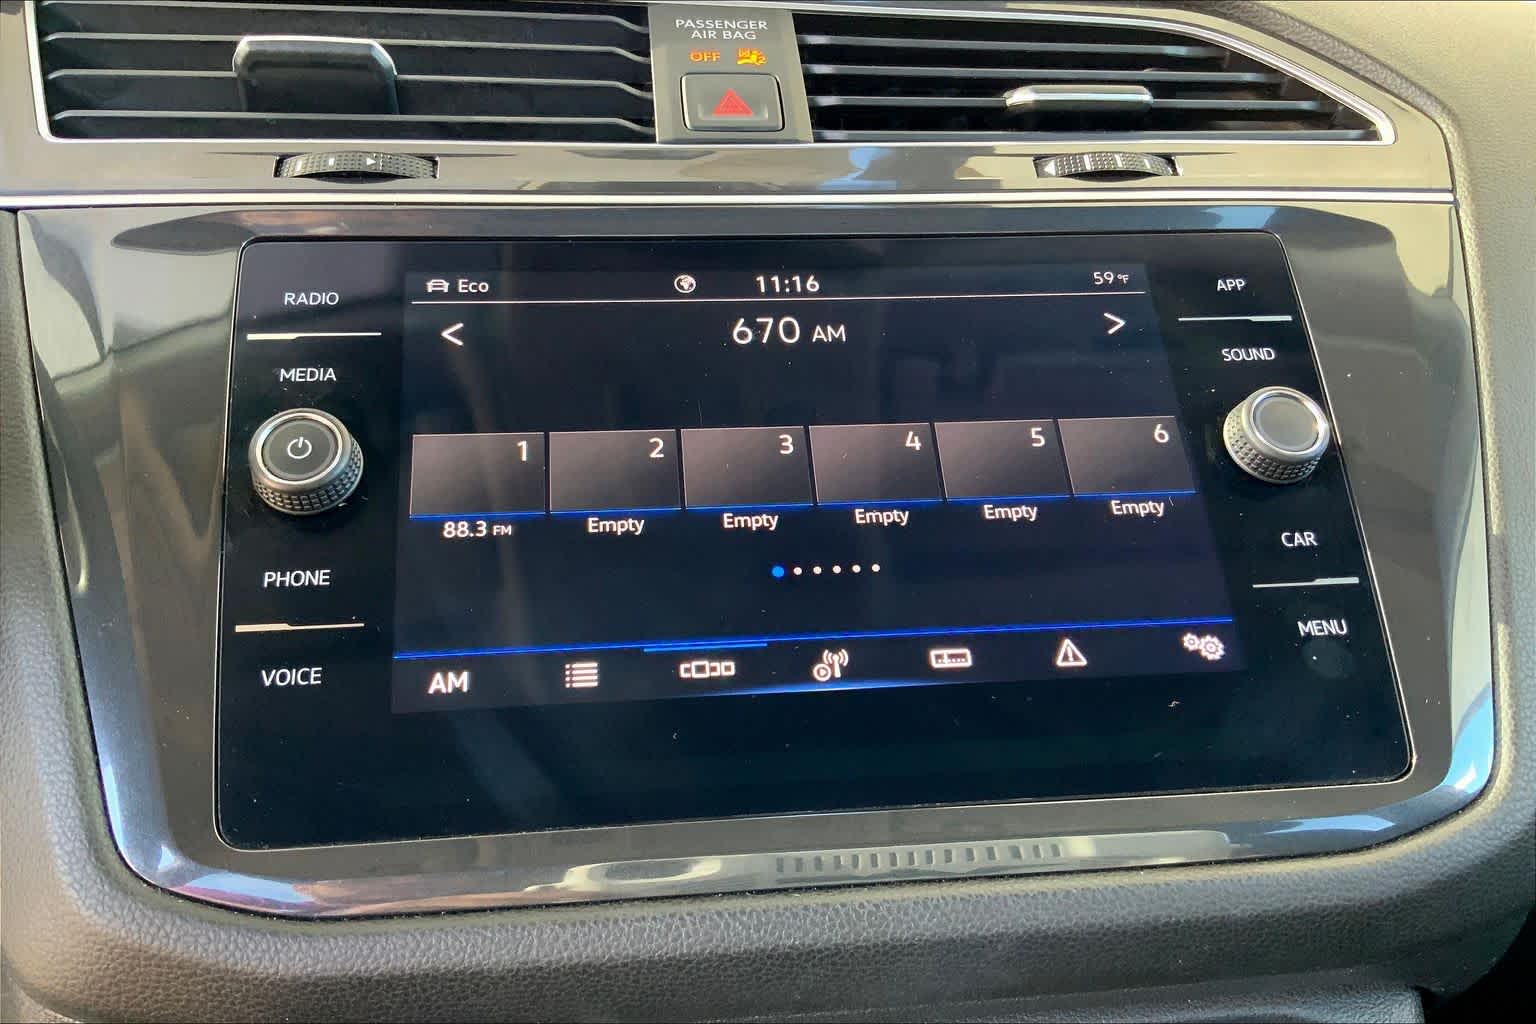 PASSENGER
AIR BAG
OFF
RADIO
MEDIA
PHONE
VOICE
Eco
11:16
59 °F
670 AM
1
2
3
4
5
6
88.3 FM
Empty
Empty
Empty
Empty
Empty
AM
APP
SOUND
CAR
MENU